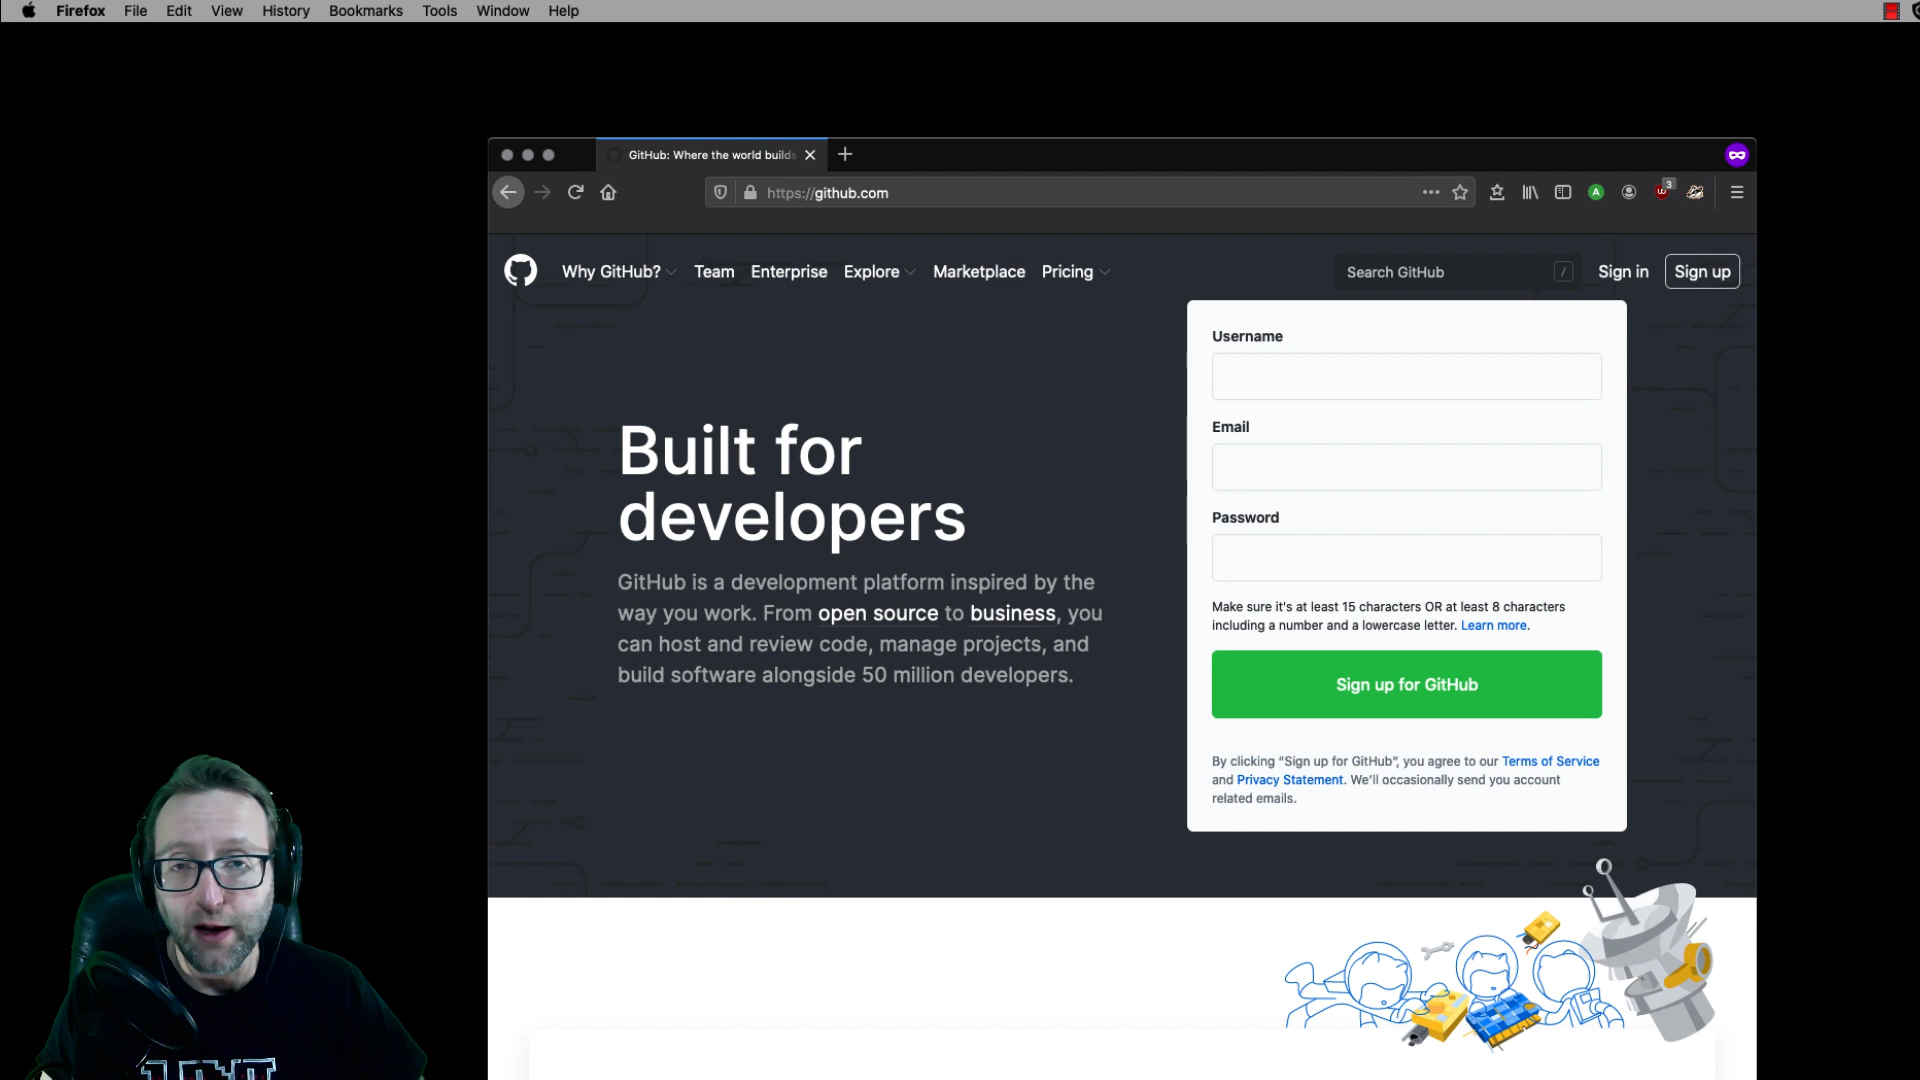 Firefox File Edit View History Bookmarks Tools Window Help
GitHub: Where the world builds
https://github.com
A
3
Why GitHub? Team Enterprise Explore Marketplace Pricing
Search GitHub /
Sign in
Sign up
Built for
developers
GitHub is a development platform inspired by the
way you work. From open source to business, you
can host and review code, manage projects, and
build software alongside 50 million developers.
Username
Email
Password
Make sure it's at least 15 characters OR at least 8 characters
including a number and a lowercase letter. Learn more.
Sign up for GitHub
By clicking “Sign up for GitHub”, you agree to our Terms of Service
and Privacy Statement. We’ll occasionally send you account
related emails.